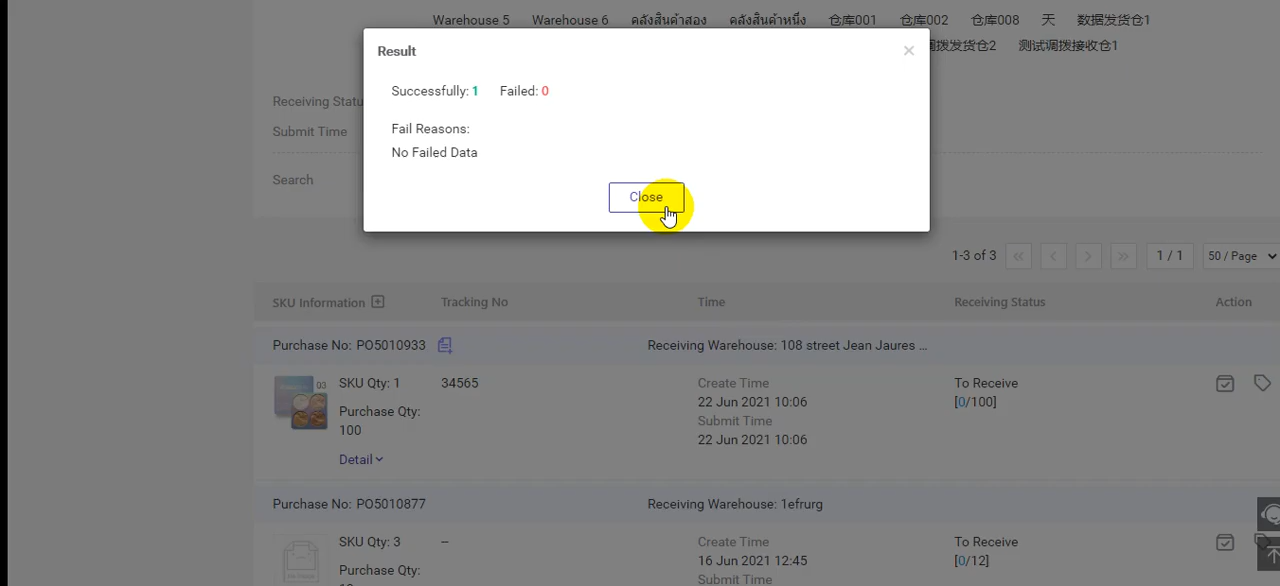 Warehouse 5 Warehouse 6 คลังสินค้าสอง คลังสินค้าหนึ่ง 仓库001 仓库002 仓库008 天 数据发货仓1
调拨发货仓2 测试调拨接收仓1
Result
Successfully: 1 Failed: 0
Receiving Statu
Fail Reasons:
Submit Time
No Failed Data
Search
Close
1-3 of 3 « < > » 1 / 1 50 / Page
SKU Information Tracking No Time Receiving Status Action
Purchase No: PO5010933 Receiving Warehouse: 108 street Jean Jaures ...
03 SKU Qty: 1 34565 Create Time To Receive
22 Jun 2021 10:06 [0/100]
Purchase Qty:
100
Submit Time
22 Jun 2021 10:06
Detail
Purchase No: PO5010877 Receiving Warehouse: 1efrurg
SKU Qty: 3 -- Create Time To Receive
16 Jun 2021 12:45 [0/12]
Purchase Qty:
Submit Time